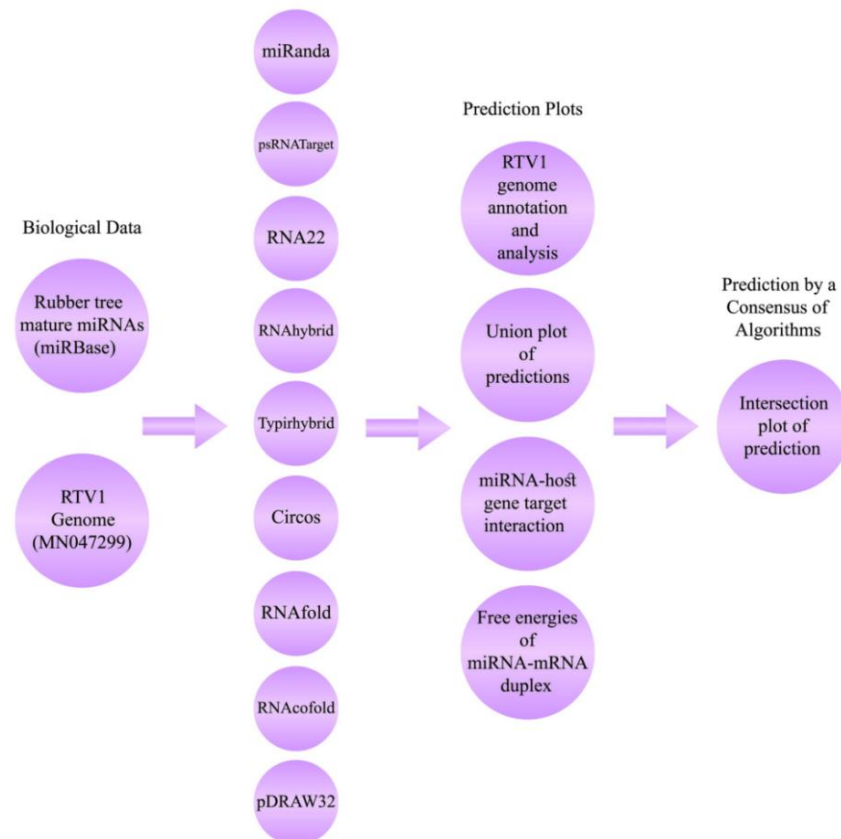 Biological Data
Rubber tree
mature miRNAs
(miRBase)
RTV1
Genome
(MN047299)
miRanda
psRNATarget
RNA22
RNAhybrid
Typirhybrid
Circos
RNAfold
RNAcofold
pDRAW32
Prediction Plots
RTV1
genome
annotation
and
analysis
Union plot
of
predictions
miRNA-host
gene target
interaction
Free energies
of
miRNA-mRNA
duplex
Prediction by a
Consensus of
Algorithms
Intersection
plot of
prediction